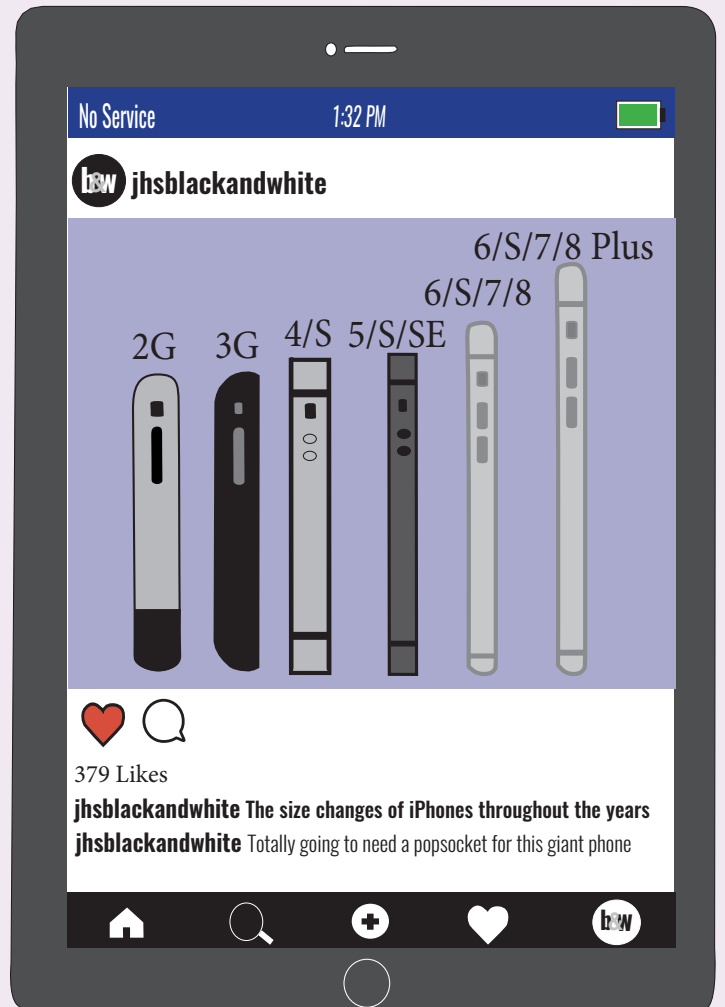 No Service 1:32 PM
b&w jhsblackandwhite
6/S/7/8 Plus
6/S/7/8
2G 3G 4/S 5/S/SE
379 Likes
jhsblackandwhite The size changes of iPhones throughout the years
jhsblackandwhite Totally going to need a popsocket for this giant phone
b&w